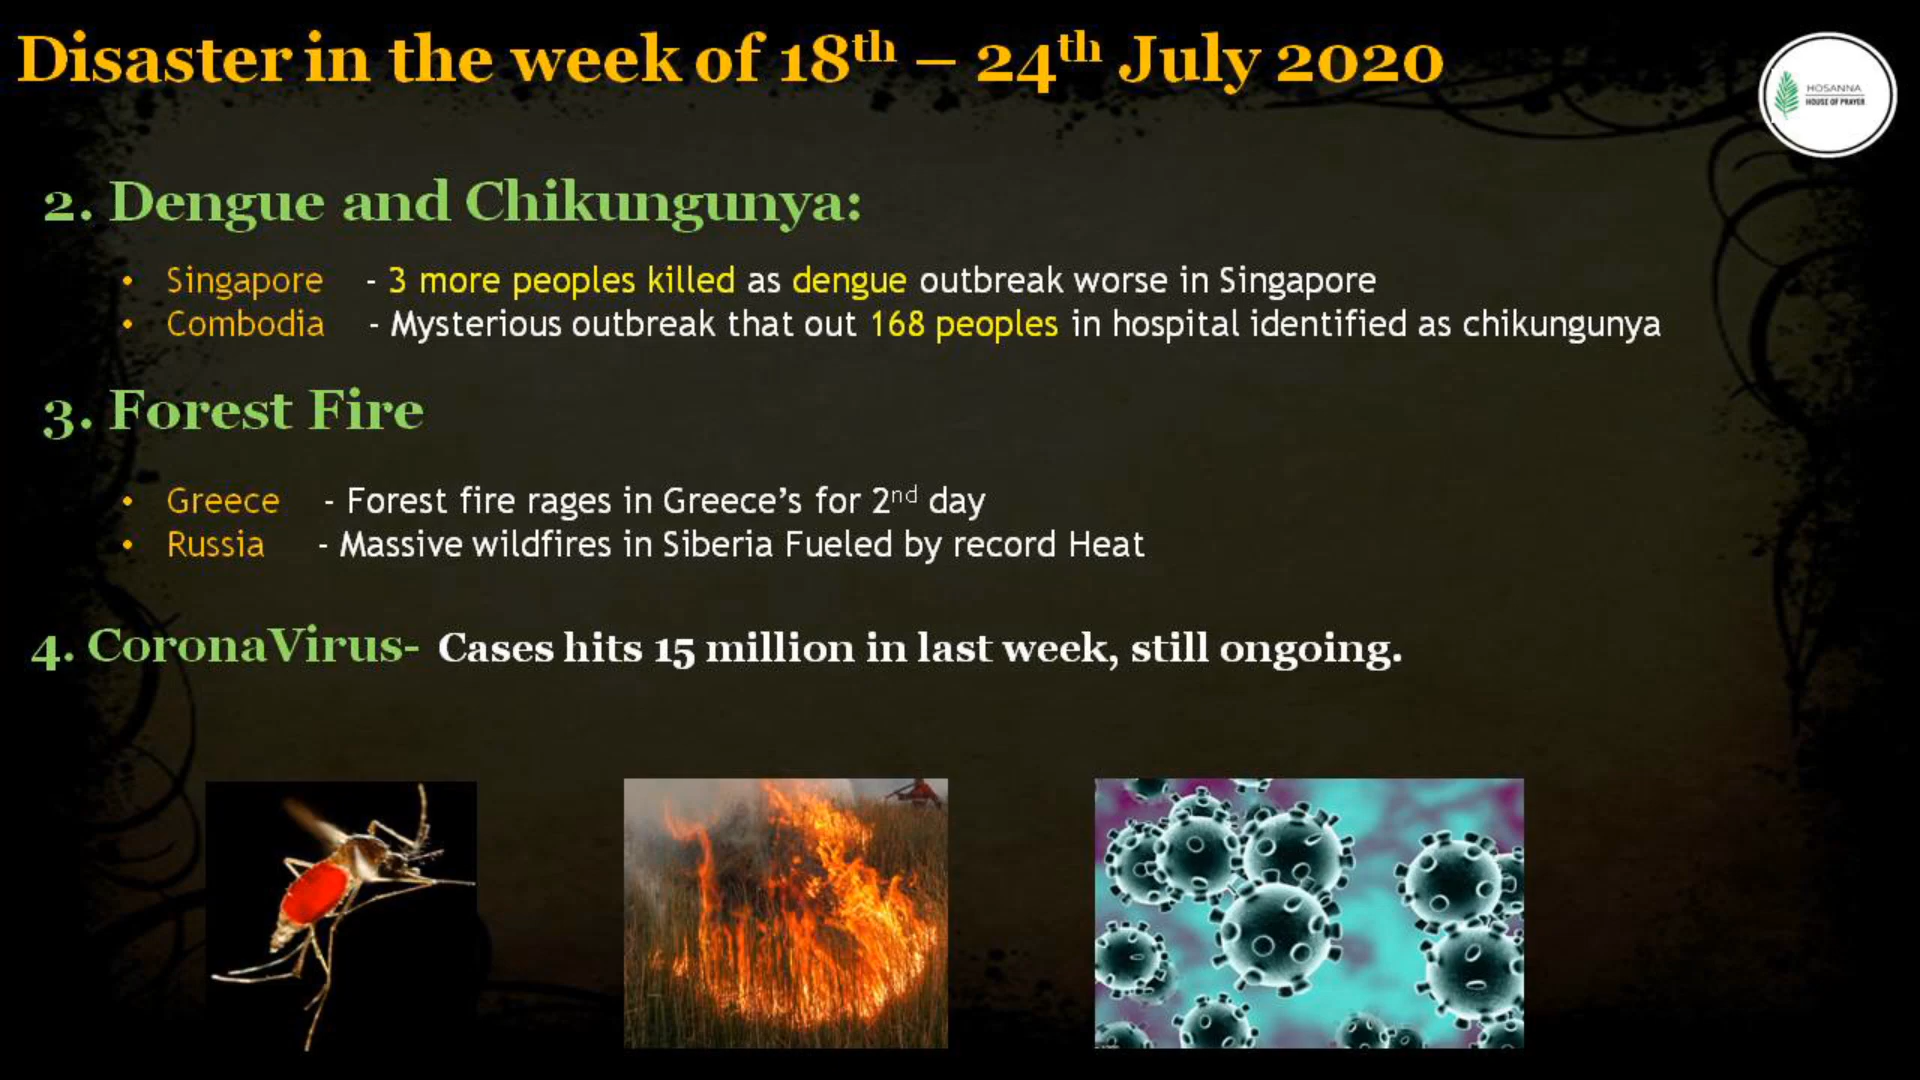 Disaster in the week of 18th – 24th July 2020
HOSANNA
HOUSE OF PRAYER
2. Dengue and Chikungunya:
• Singapore - 3 more peoples killed as dengue outbreak worse in Singapore
• Combodia - Mysterious outbreak that out 168 peoples in hospital identified as chikungunya
3. Forest Fire
• Greece - Forest fire rages in Greece's for 2nd day
• Russia - Massive wildfires in Siberia Fueled by record Heat
4. CoronaVirus- Cases hits 15 million in last week, still ongoing.